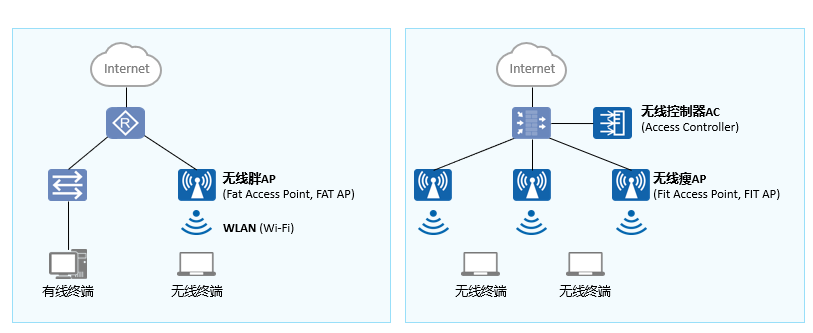 Internet
R
无线胖AP
(Fat Access Point, FAT AP)
WLAN (Wi-Fi)
有线终端
无线终端
Internet
无线控制器AC
(Access Controller)
无线瘦AP
(Fit Access Point, FIT AP)
无线终端
无线终端